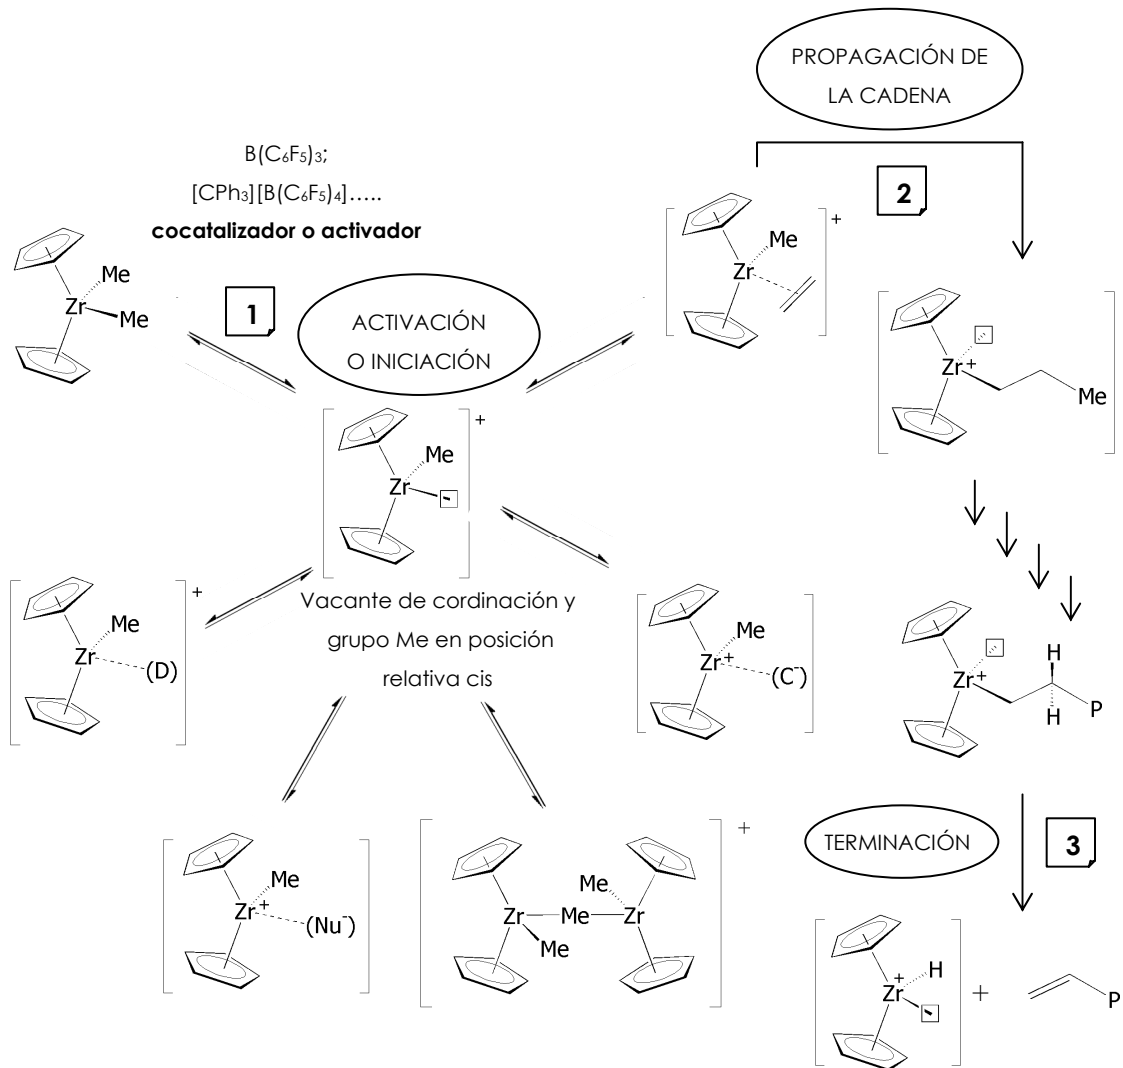 PROPAGACIÓN DE
LA CADENA
B(C₆F₅)₃;
[CPh₃][B(C₆F₅)₄].....
cocatalizador o activador
2
+
Me
Zr
Me
Zr
Me
1
ACTIVACIÓN
O INICIACIÓN
Zr+
Me
+
Me
Zr
+
Me
Zr
(D)
Vacante de cordinación y
grupo Me en posición
relativa cis
Me
Zr+
(C⁻)
H
Zr+
H
P
Me
Zr+
(Nu⁻)
+
Me
Zr
Me
Zr
Me
TERMINACIÓN
3
+
H
Zr
+
P